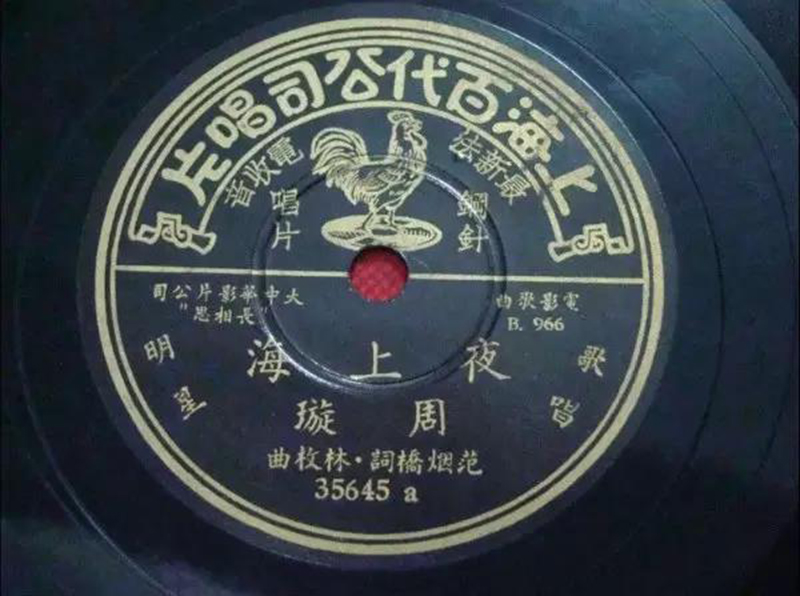 上海百代公司唱片
最新法 電收音
鋼針 唱片
電影歌曲
B. 966
大中華影片公司
"長相思"
夜上海
歌唱 明星
周璇
范烟橋詞・林枚曲
35645 a